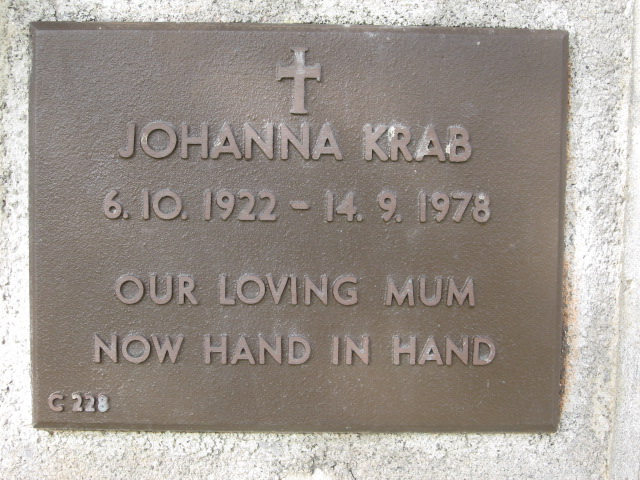 JOHANNA KRAB
6. 10. 1922 - 14. 9. 1978
OUR LOVING MUM
NOW HAND IN HAND
C 228